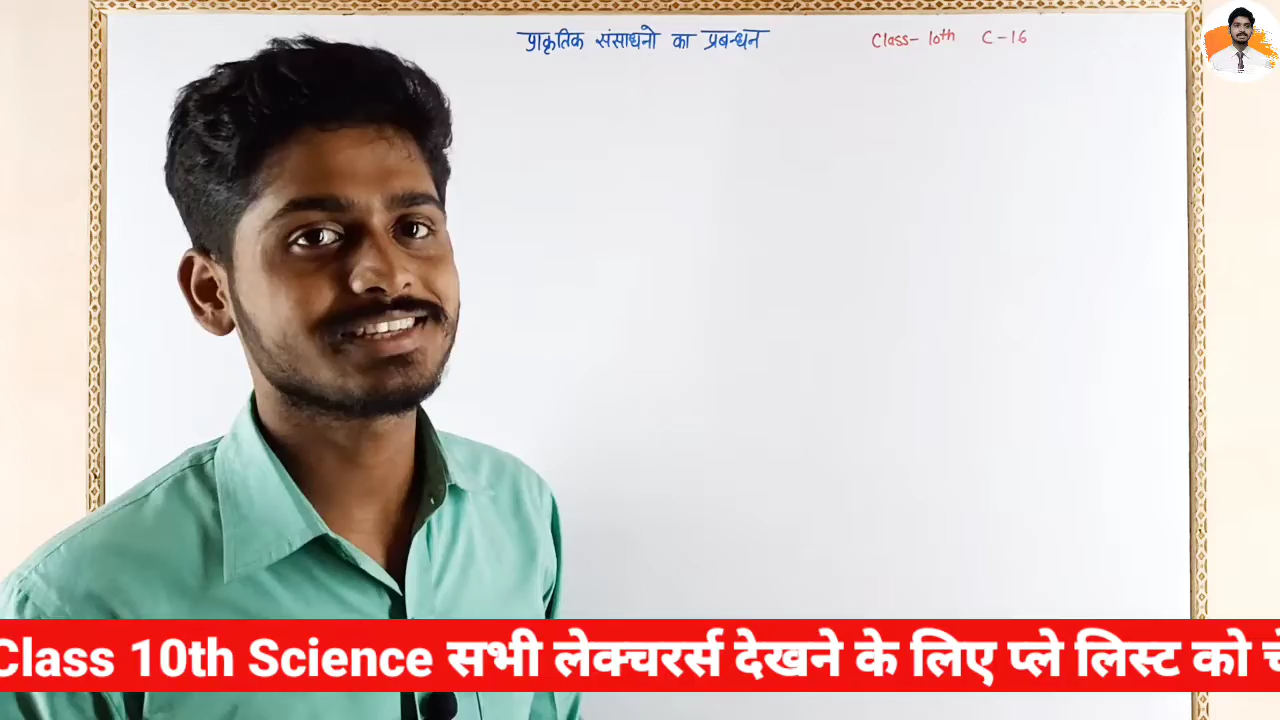 प्राकृतिक संसाधनो का प्रबन्धन Class- 10th C-16
Class 10th Science सभी लेक्चरर्स देखने के लिए प्ले लिस्ट को